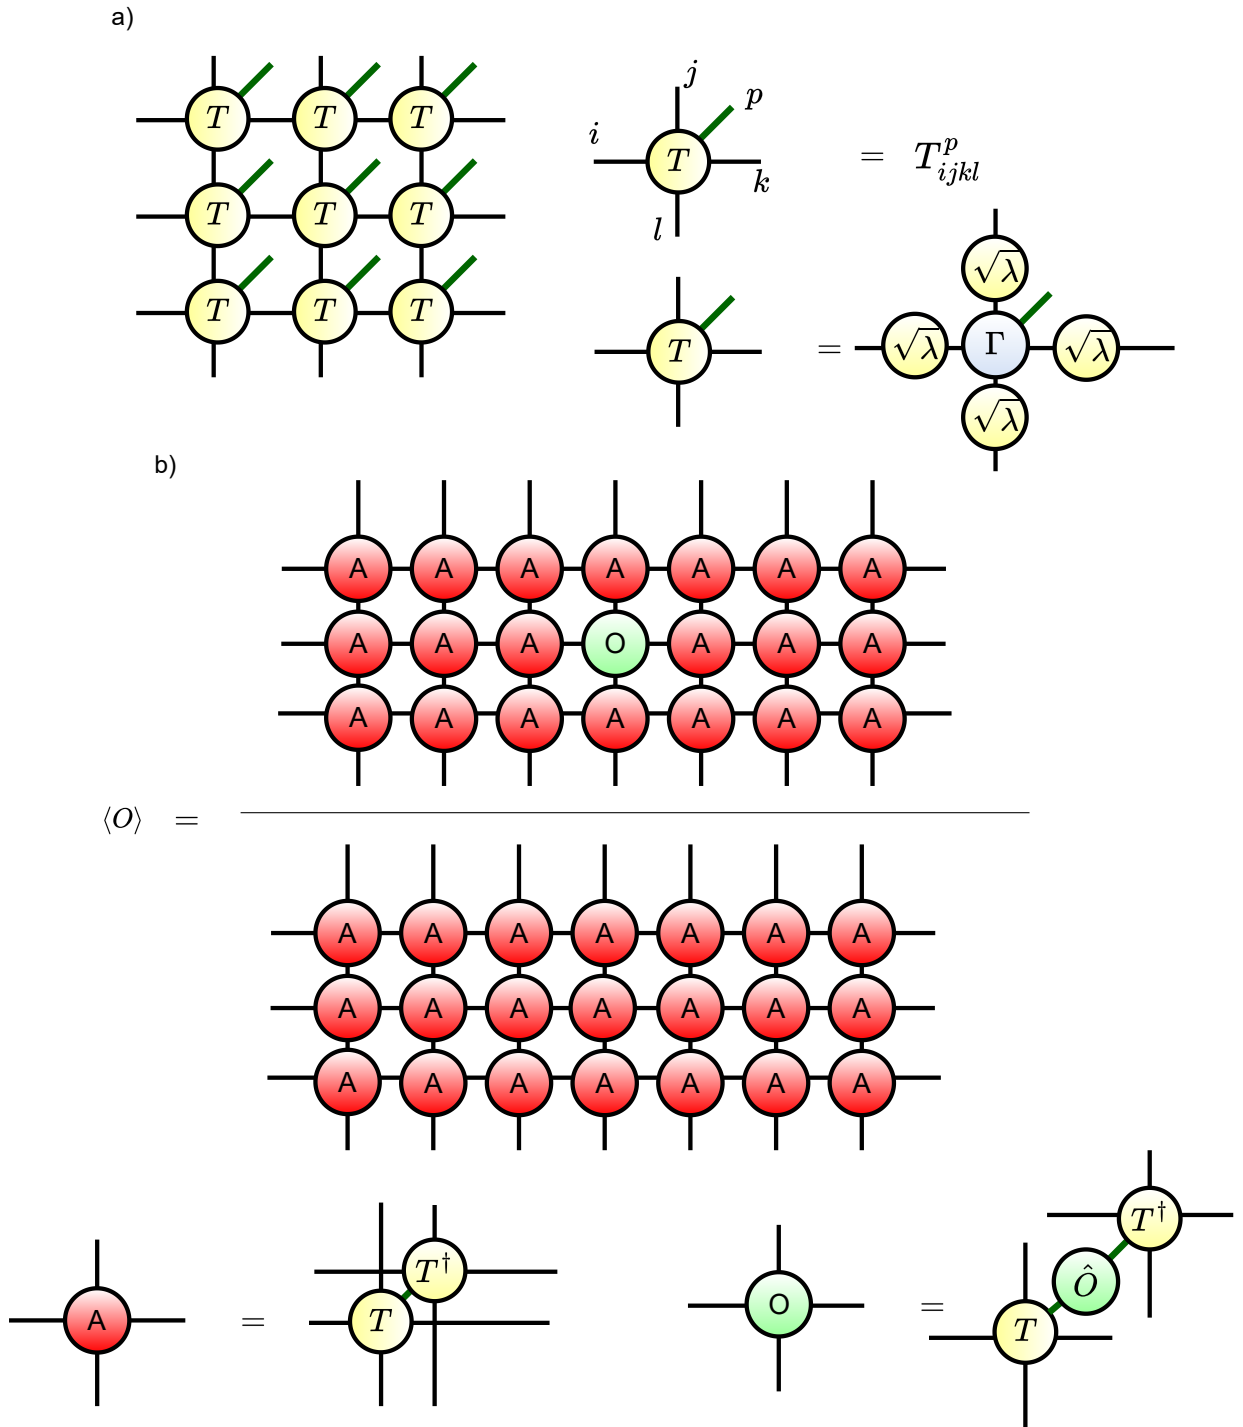 a)
T T T
T T T
T T T
i j p k l T = T^p_{ijkl}
T = √λ √λ Γ √λ √λ
b)
A A A A A A A
A A A O A A A
A A A A A A A
⟨O⟩ =
A A A A A A A
A A A A A A A
A A A A A A A
A = T T†
O = T Ô T†